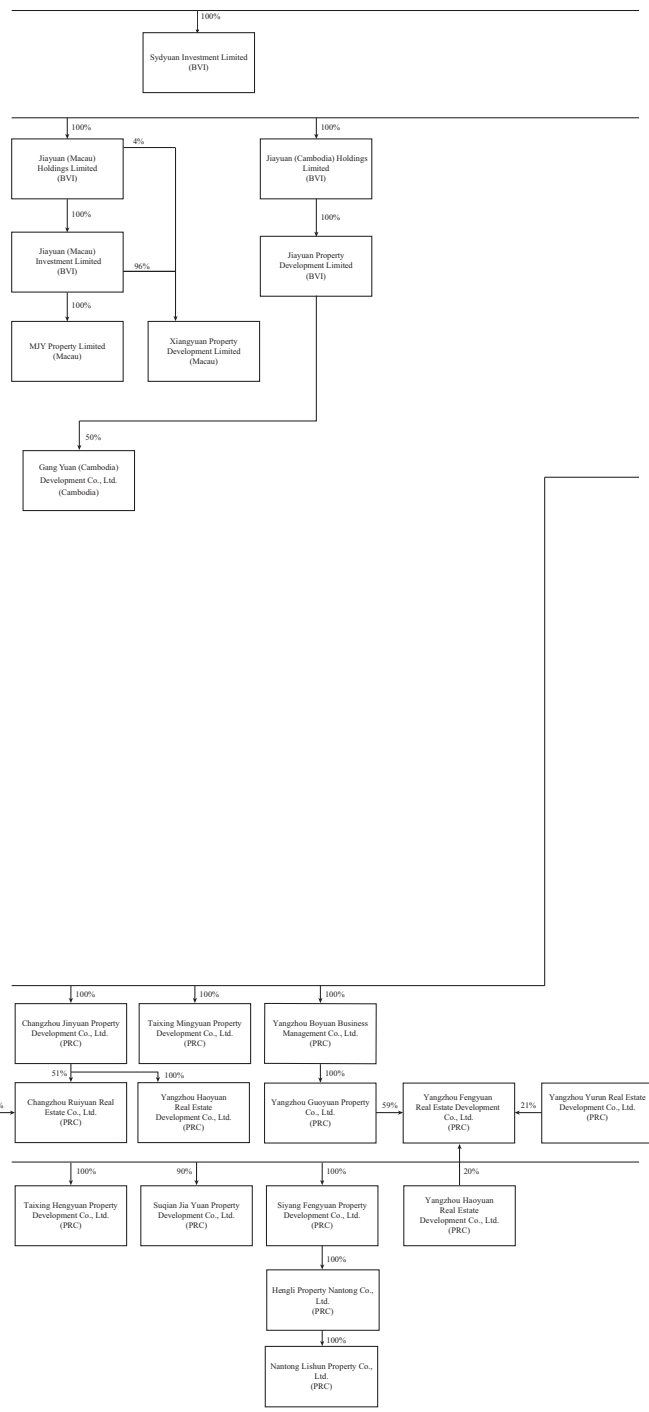 100%
Sydyuan Investment Limited
(BVI)
100%
100%
Jiayuan (Macau)
Holdings Limited
(BVI)
4%
Jiayuan (Cambodia) Holdings
Limited
(BVI)
100%
100%
Jiayuan (Macau)
Investment Limited
(BVI)
96%
Jiayuan Property
Development Limited
(BVI)
100%
MJY Property Limited
(Macau)
Xiangyuan Property
Development Limited
(Macau)
50%
Gang Yuan (Cambodia)
Development Co., Ltd.
(Cambodia)
100%
100%
100%
Changzhou Jinyuan Property
Development Co., Ltd.
(PRC)
Taixing Mingyuan Property
Development Co., Ltd.
(PRC)
Yangzhou Boyuan Business
Management Co., Ltd.
(PRC)
51%
100%
100%
%
Changzhou Ruiyuan Real
Estate Co., Ltd.
(PRC)
Yangzhou Haoyuan
Real Estate
Development Co., Ltd.
(PRC)
Yangzhou Guoyuan Property
Co., Ltd.
(PRC)
59%
Yangzhou Fengyuan
Real Estate Development
Co., Ltd.
(PRC)
21%
Yangzhou Yurun Real Estate
Development Co., Ltd.
(PRC)
100%
90%
100%
20%
Taixing Hengyuan Property
Development Co., Ltd.
(PRC)
Suqian Jia Yuan Property
Development Co., Ltd.
(PRC)
Siyang Fengyuan Property
Development Co., Ltd.
(PRC)
Yangzhou Haoyuan
Real Estate
Development Co., Ltd.
(PRC)
100%
Hengli Property Nantong Co.,
Ltd.
(PRC)
100%
Nantong Lishun Property Co.,
Ltd.
(PRC)